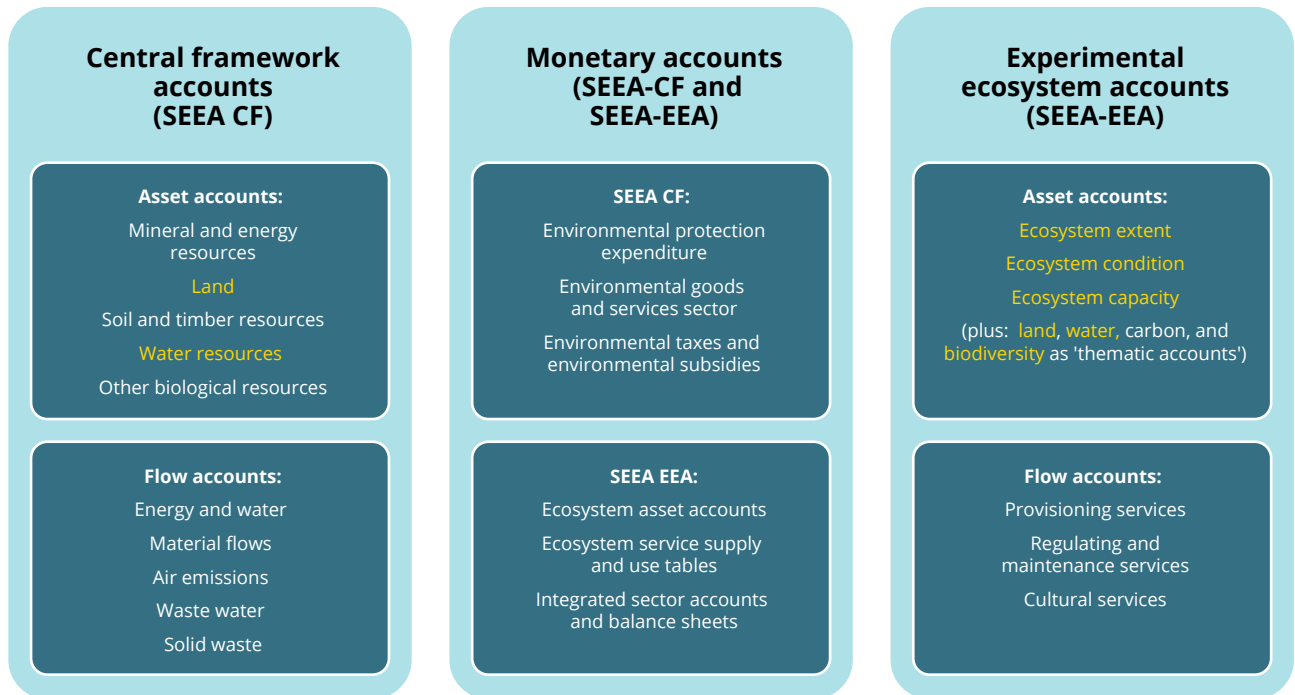 Central framework
accounts
(SEEA CF)
Asset accounts:
Mineral and energy
resources
Land
Soil and timber resources
Water resources
Other biological resources
Flow accounts:
Energy and water
Material flows
Air emissions
Waste water
Solid waste
Monetary accounts
(SEEA-CF and
SEEA-EEA)
SEEA CF:
Environmental protection
expenditure
Environmental goods
and services sector
Environmental taxes and
environmental subsidies
SEEA EEA:
Ecosystem asset accounts
Ecosystem service supply
and use tables
Integrated sector accounts
and balance sheets
Experimental
ecosystem accounts
(SEEA-EEA)
Asset accounts:
Ecosystem extent
Ecosystem condition
Ecosystem capacity
(plus: land, water, carbon, and
biodiversity as 'thematic accounts')
Flow accounts:
Provisioning services
Regulating and
maintenance services
Cultural services